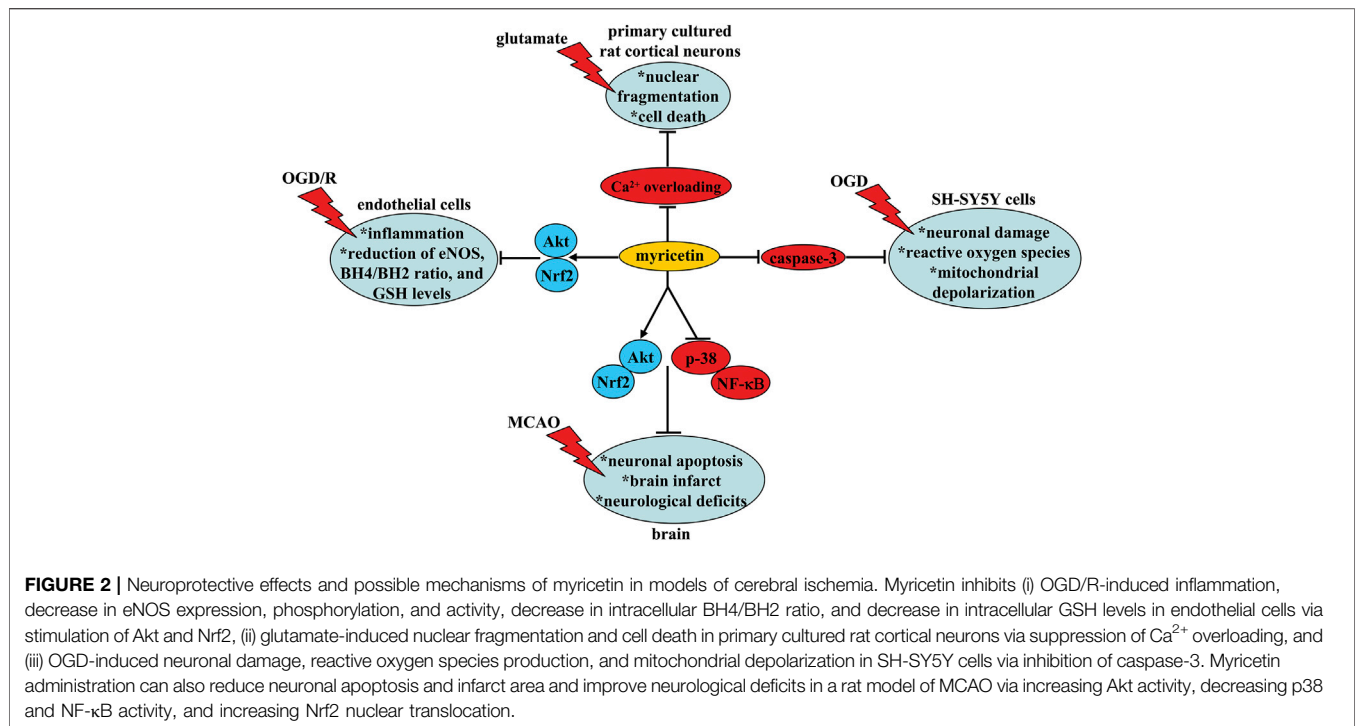 glutamate
primary cultured
rat cortical neurons
*nuclear
fragmentation
*cell death
Ca²⁺ overloading
OGD/R
endothelial cells
*inflammation
*reduction of eNOS,
BH4/BH2 ratio, and
GSH levels
Akt
Nrf2
myricetin
caspase-3
OGD
SH-SY5Y cells
*neuronal damage
*reactive oxygen species
*mitochondrial
depolarization
Akt
Nrf2
p-38
NF-κB
MCAO
*neuronal apoptosis
*brain infarct
*neurological deficits
brain
FIGURE 2 | Neuroprotective effects and possible mechanisms of myricetin in models of cerebral ischemia. Myricetin inhibits (i) OGD/R-induced inflammation,
decrease in eNOS expression, phosphorylation, and activity, decrease in intracellular BH4/BH2 ratio, and decrease in intracellular GSH levels in endothelial cells via
stimulation of Akt and Nrf2, (ii) glutamate-induced nuclear fragmentation and cell death in primary cultured rat cortical neurons via suppression of Ca²⁺ overloading, and
(iii) OGD-induced neuronal damage, reactive oxygen species production, and mitochondrial depolarization in SH-SY5Y cells via inhibition of caspase-3. Myricetin
administration can also reduce neuronal apoptosis and infarct area and improve neurological deficits in a rat model of MCAO via increasing Akt activity, decreasing p38
and NF-κB activity, and increasing Nrf2 nuclear translocation.